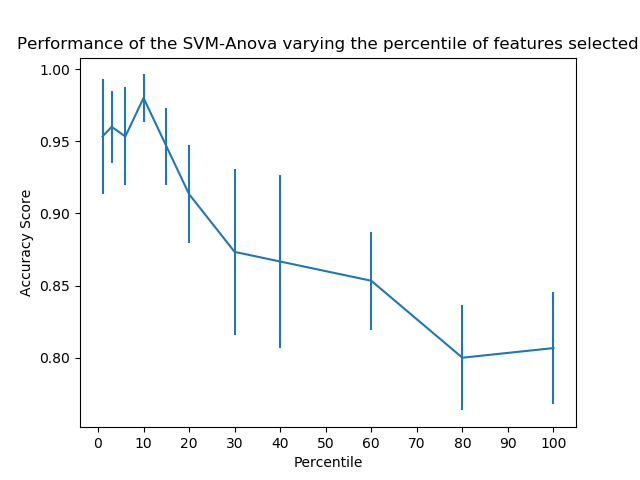 Performance of the SVM-Anova varying the percentile of features selected
1.00
0.95
0.90
0.85
0.80
Accuracy Score
0 10 20 30 40 50 60 70 80 90 100
Percentile